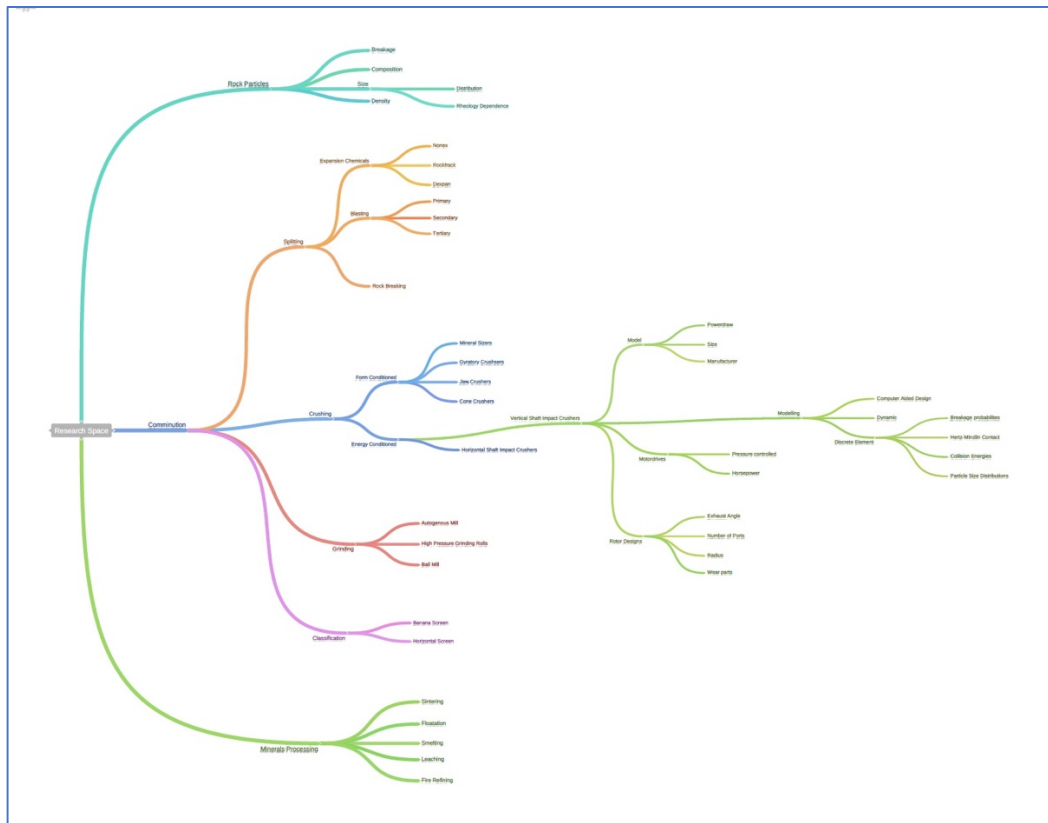 Rock Particles
Breakage
Composition
Size
Distribution
Rheology Dependence
Density
Research Space
Comminution
Splitting
Expansion Chemicals
Nonex
Rockfrock
Dexpan
Blasting
Primary
Secondary
Tertiary
Rock Breaking
Crushing
Form Conditioned
Mineral Sizers
Gyratory Crushsers
Jaw Crushers
Cone Crushers
Energy Conditioned
Vertical Shaft Impact Crushers
Model
Powerdraw
Size
Manufacturer
Modelling
Computer Aided Design
Dynamic
Discrete Element
Breakage probabilites
Hertz-Mindlin Contact
Collision Energies
Particle Size Distributions
Motordrives
Pressure controlled
Horsepower
Rotor Designs
Exhaust Angle
Number of Ports
Radius
Wear parts
Horizontal Shaft Impact Crushers
Grinding
Autogenous Mill
High Pressure Grinding Rolls
Ball Mill
Classification
Banana Screen
Horizontal Screen
Minerals Processing
Sintering
Floatation
Smelting
Leaching
Fire Refining